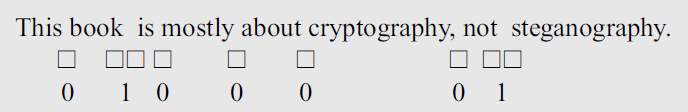 This book  is mostly about cryptography, not  steganography.
□ □□ □ □ □ □ □□
0 1 0 0 0 0 1